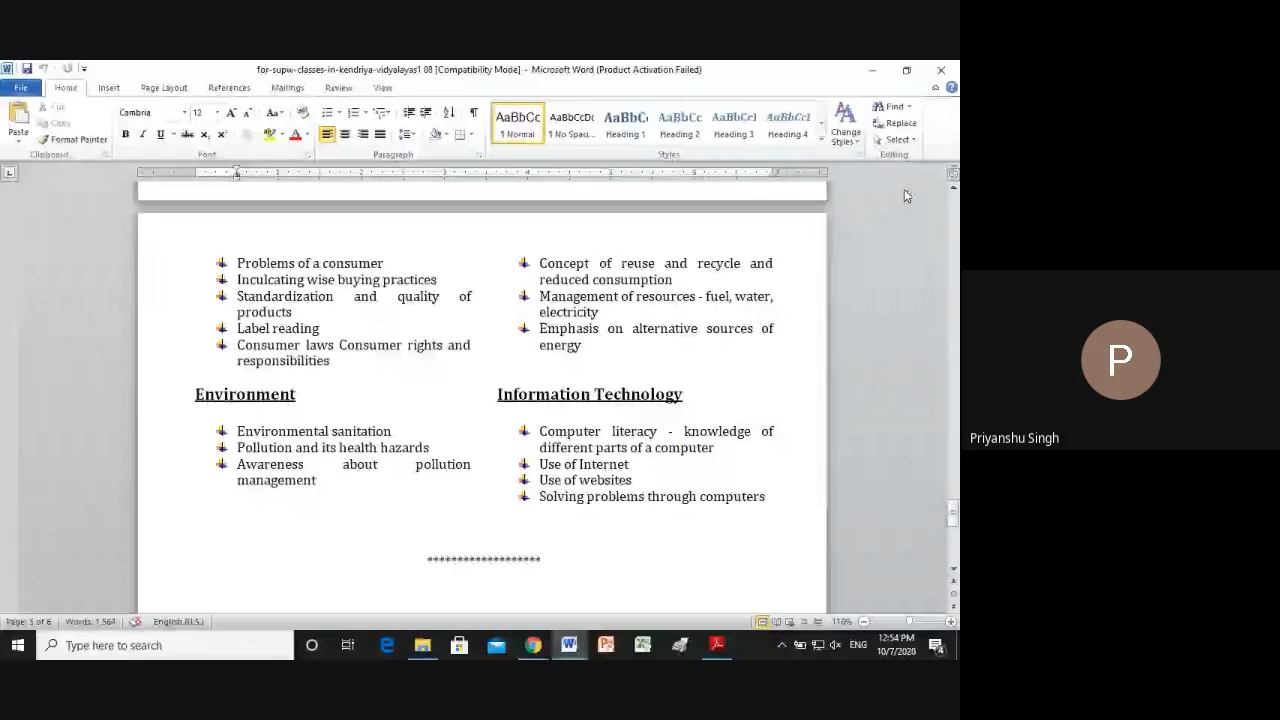 for-supw-classes-in-kendriya-vidyalayas1 08 [Compatibility Mode] - Microsoft Word (Product Activation Failed)
File Home Insert Page Layout References Mailings Review View
Cut
Copy
Format Painter
Paste
Clipboard
Cambria 12
Font
Paragraph
AaBbCc AaBbCcDc AaBbC AaBbCc AaBbCcI AaBbCcI
¶ Normal ¶ No Spaci... Heading 1 Heading 2 Heading 3 Heading 4
Styles
Change Styles
Find
Replace
Select
Editing
Problems of a consumer
Inculcating wise buying practices
Standardization and quality of
products
Label reading
Consumer laws Consumer rights and
responsibilities
Environment
Environmental sanitation
Pollution and its health hazards
Awareness about pollution
management
Concept of reuse and recycle and
reduced consumption
Management of resources - fuel, water,
electricity
Emphasis on alternative sources of
energy
Information Technology
Computer literacy - knowledge of
different parts of a computer
Use of Internet
Use of websites
Solving problems through computers
*******************
Page: 5 of 6 Words: 1,564 English (U.S.) 118%
Type here to search
ENG
12:54 PM
10/7/2020
P
Priyanshu Singh